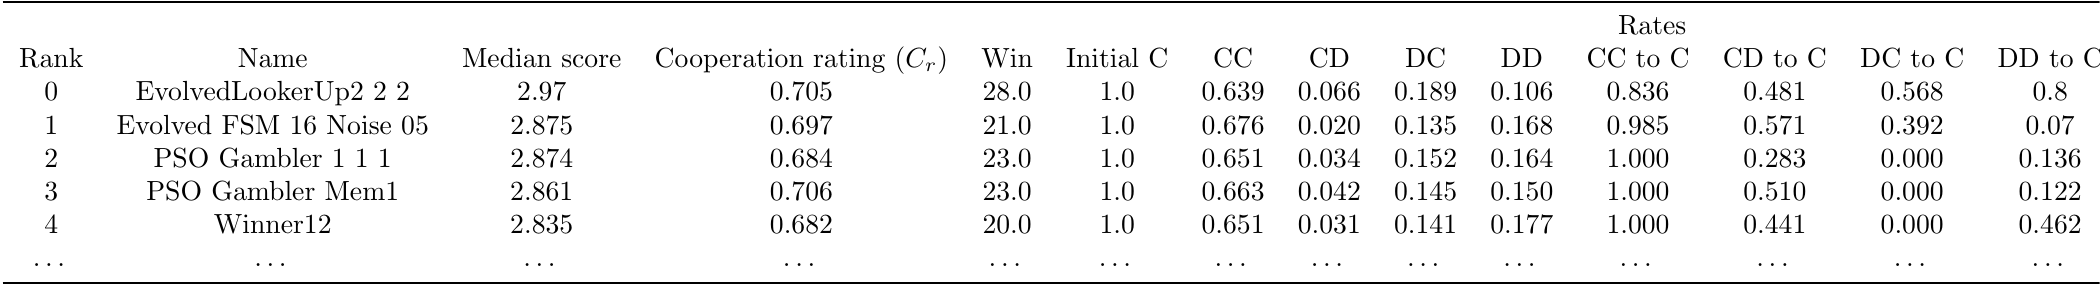 Rates
Rank Name Median score Cooperation rating (C_r) Win Initial C CC CD DC DD CC to C CD to C DC to C DD to C
0 EvolvedLookerUp2 2 2 2.97 0.705 28.0 1.0 0.639 0.066 0.189 0.106 0.836 0.481 0.568 0.8
1 Evolved FSM 16 Noise 05 2.875 0.697 21.0 1.0 0.676 0.020 0.135 0.168 0.985 0.571 0.392 0.07
2 PSO Gambler 1 1 1 2.874 0.684 23.0 1.0 0.651 0.034 0.152 0.164 1.000 0.283 0.000 0.136
3 PSO Gambler Mem1 2.861 0.706 23.0 1.0 0.663 0.042 0.145 0.150 1.000 0.510 0.000 0.122
4 Winner12 2.835 0.682 20.0 1.0 0.651 0.031 0.141 0.177 1.000 0.441 0.000 0.462
... ... ... ... ... ... ... ... ... ... ... ... ... ...